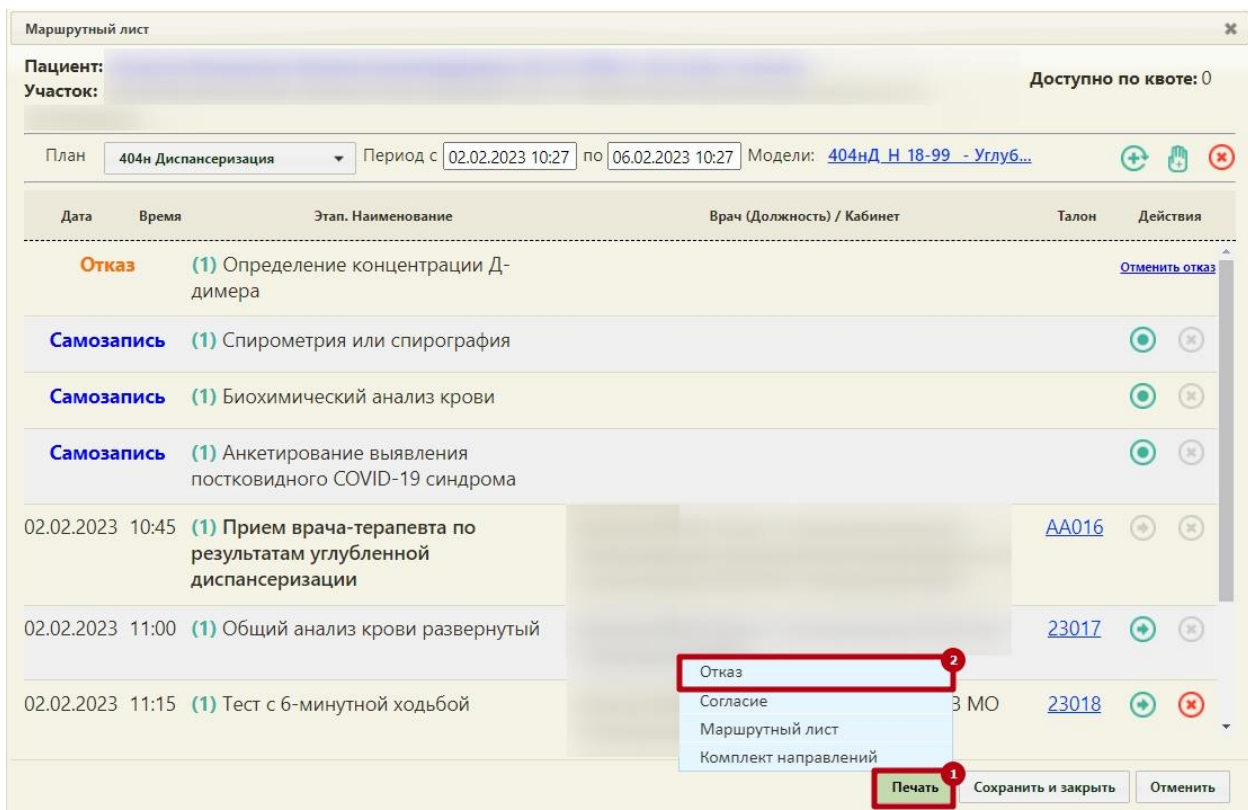 Маршрутный лист
Пациент:
Участок:
Доступно по квоте: 0
План 404н Диспансеризация Период с 02.02.2023 10:27 по 06.02.2023 10:27 Модели: 404нД_Н_18-99_ - Углуб...
Дата Время Этап. Наименование Врач (Должность) / Кабинет Талон Действия
Отказ (1) Определение концентрации Д- Отменить отказ
димера
Самозапись (1) Спирометрия или спирография
Самозапись (1) Биохимический анализ крови
Самозапись (1) Анкетирование выявления
постковидного COVID-19 синдрома
02.02.2023 10:45 (1) Прием врача-терапевта по AA016
результатам углубленной
диспансеризации
02.02.2023 11:00 (1) Общий анализ крови развернутый 23017
2
Отказ
02.02.2023 11:15 (1) Тест с 6-минутной ходьбой Согласие З МО 23018
Маршрутный лист
Комплект направлений
1
Печать Сохранить и закрыть Отменить